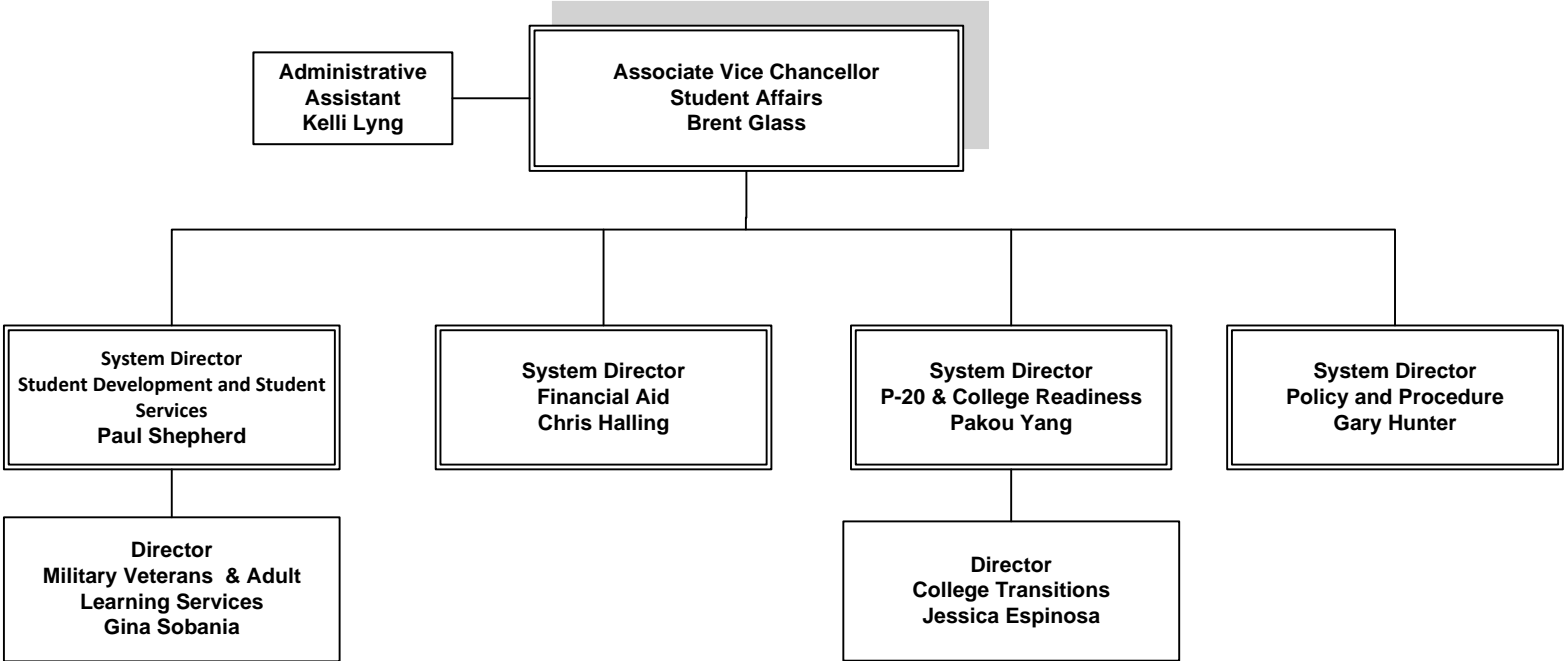 Administrative
Assistant
Kelli Lyng
Associate Vice Chancellor
Student Affairs
Brent Glass
System Director
Student Development and Student
Services
Paul Shepherd
System Director
Financial Aid
Chris Halling
System Director
P-20 & College Readiness
Pakou Yang
System Director
Policy and Procedure
Gary Hunter
Director
Military Veterans & Adult
Learning Services
Gina Sobania
Director
College Transitions
Jessica Espinosa